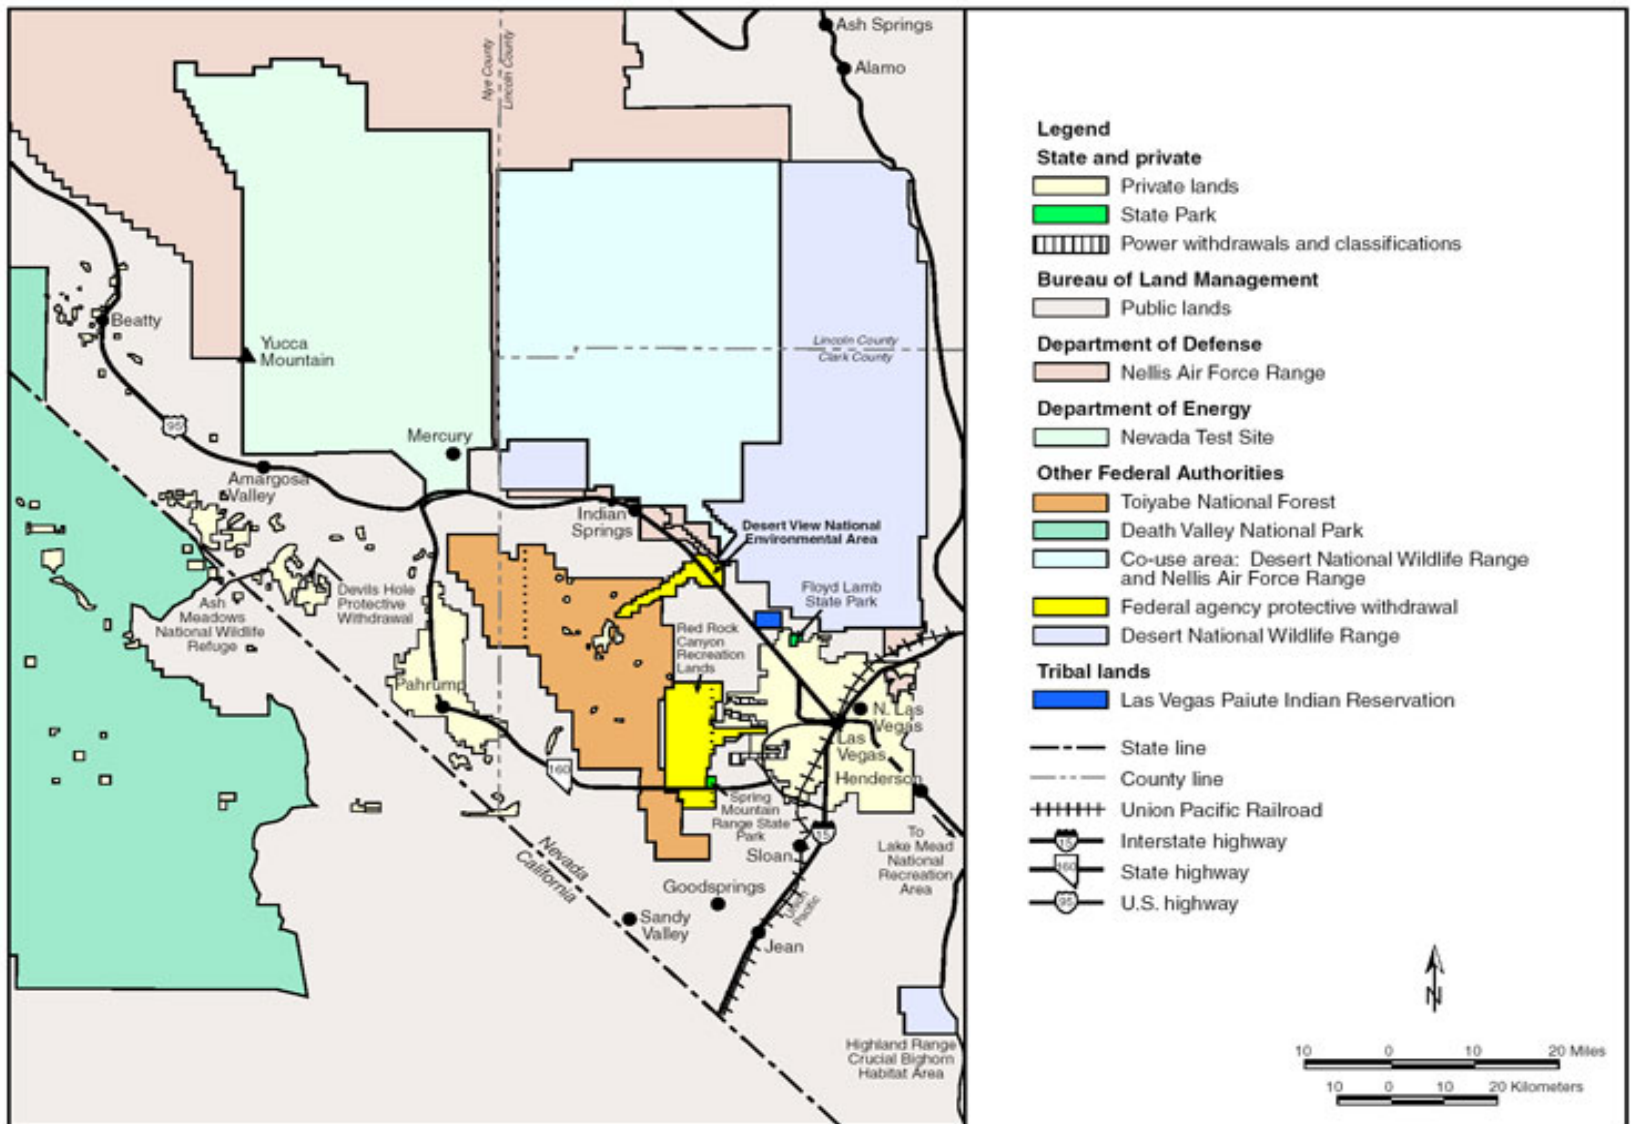 Ash Springs
Alamo
Nye County
Lincoln County
Beatty
Yucca
Mountain
Lincoln County
Clark County
95
Mercury
Amargosa
Valley
Indian
Springs
Desert View National
Environmental Area
Floyd Lamb
State Park
Devils Hole
Protective
Withdrawal
Ash
Meadows
National Wildlife
Refuge
Red Rock
Canyon
Recreation
Lands
Pahrump
N. Las
Vegas
Las
Vegas
160
Henderson
Spring
Mountain
Range State
Park
15
Sloan
To
Lake Mead
National
Recreation
Area
Nevada
California
Goodsprings
Sandy
Valley
Union
Pacific
Jean
Highland Range
Crucial Bighorn
Habitat Area
Legend
State and private
Private lands
State Park
Power withdrawals and classifications
Bureau of Land Management
Public lands
Department of Defense
Nellis Air Force Range
Department of Energy
Nevada Test Site
Other Federal Authorities
Toiyabe National Forest
Death Valley National Park
Co-use area: Desert National Wildlife Range
and Nellis Air Force Range
Federal agency protective withdrawal
Desert National Wildlife Range
Tribal lands
Las Vegas Paiute Indian Reservation
State line
County line
Union Pacific Railroad
15 Interstate highway
160 State highway
95 U.S. highway
N
10 0 10 20 Miles
10 0 10 20 Kilometers